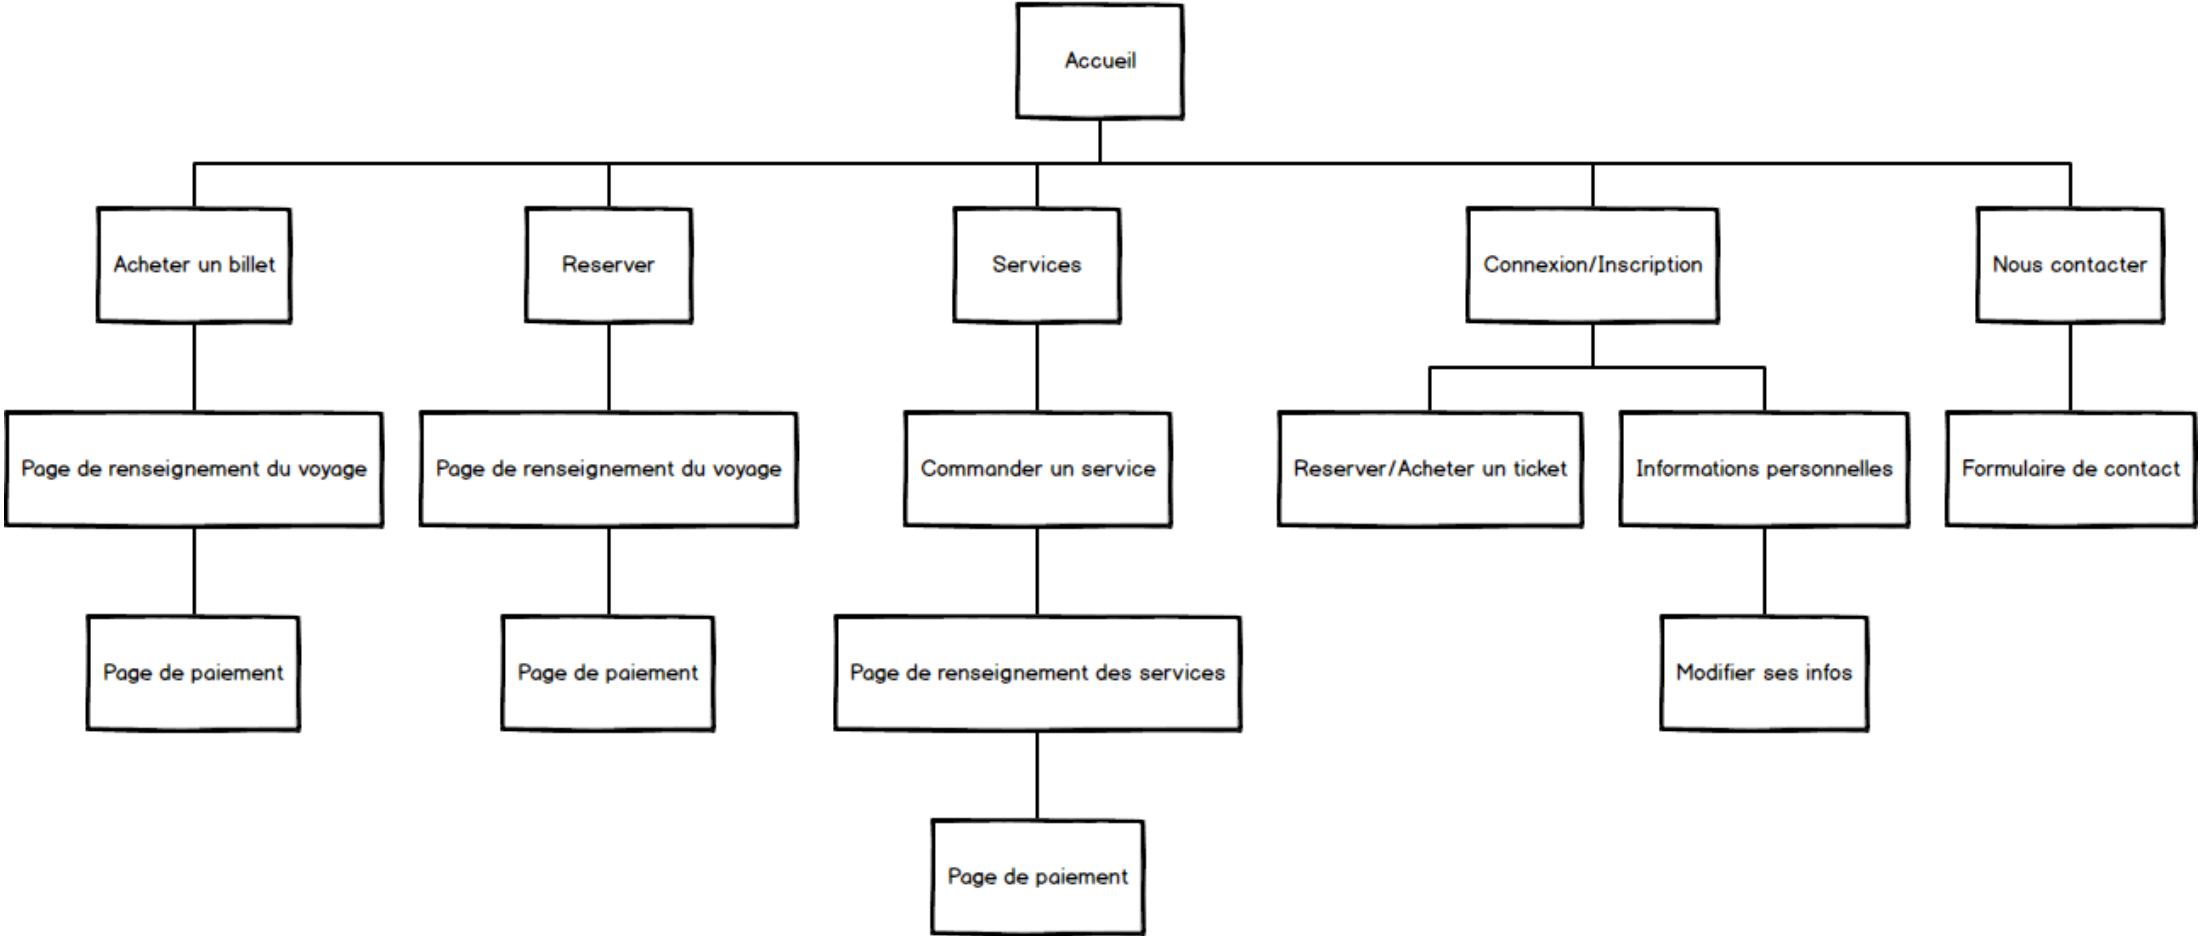 Accueil
Acheter un billet
Reserver
Services
Connexion/Inscription
Nous contacter
Page de renseignement du voyage
Page de renseignement du voyage
Commander un service
Reserver/Acheter un ticket
Informations personnelles
Formulaire de contact
Page de paiement
Page de paiement
Page de renseignement des services
Modifier ses infos
Page de paiement